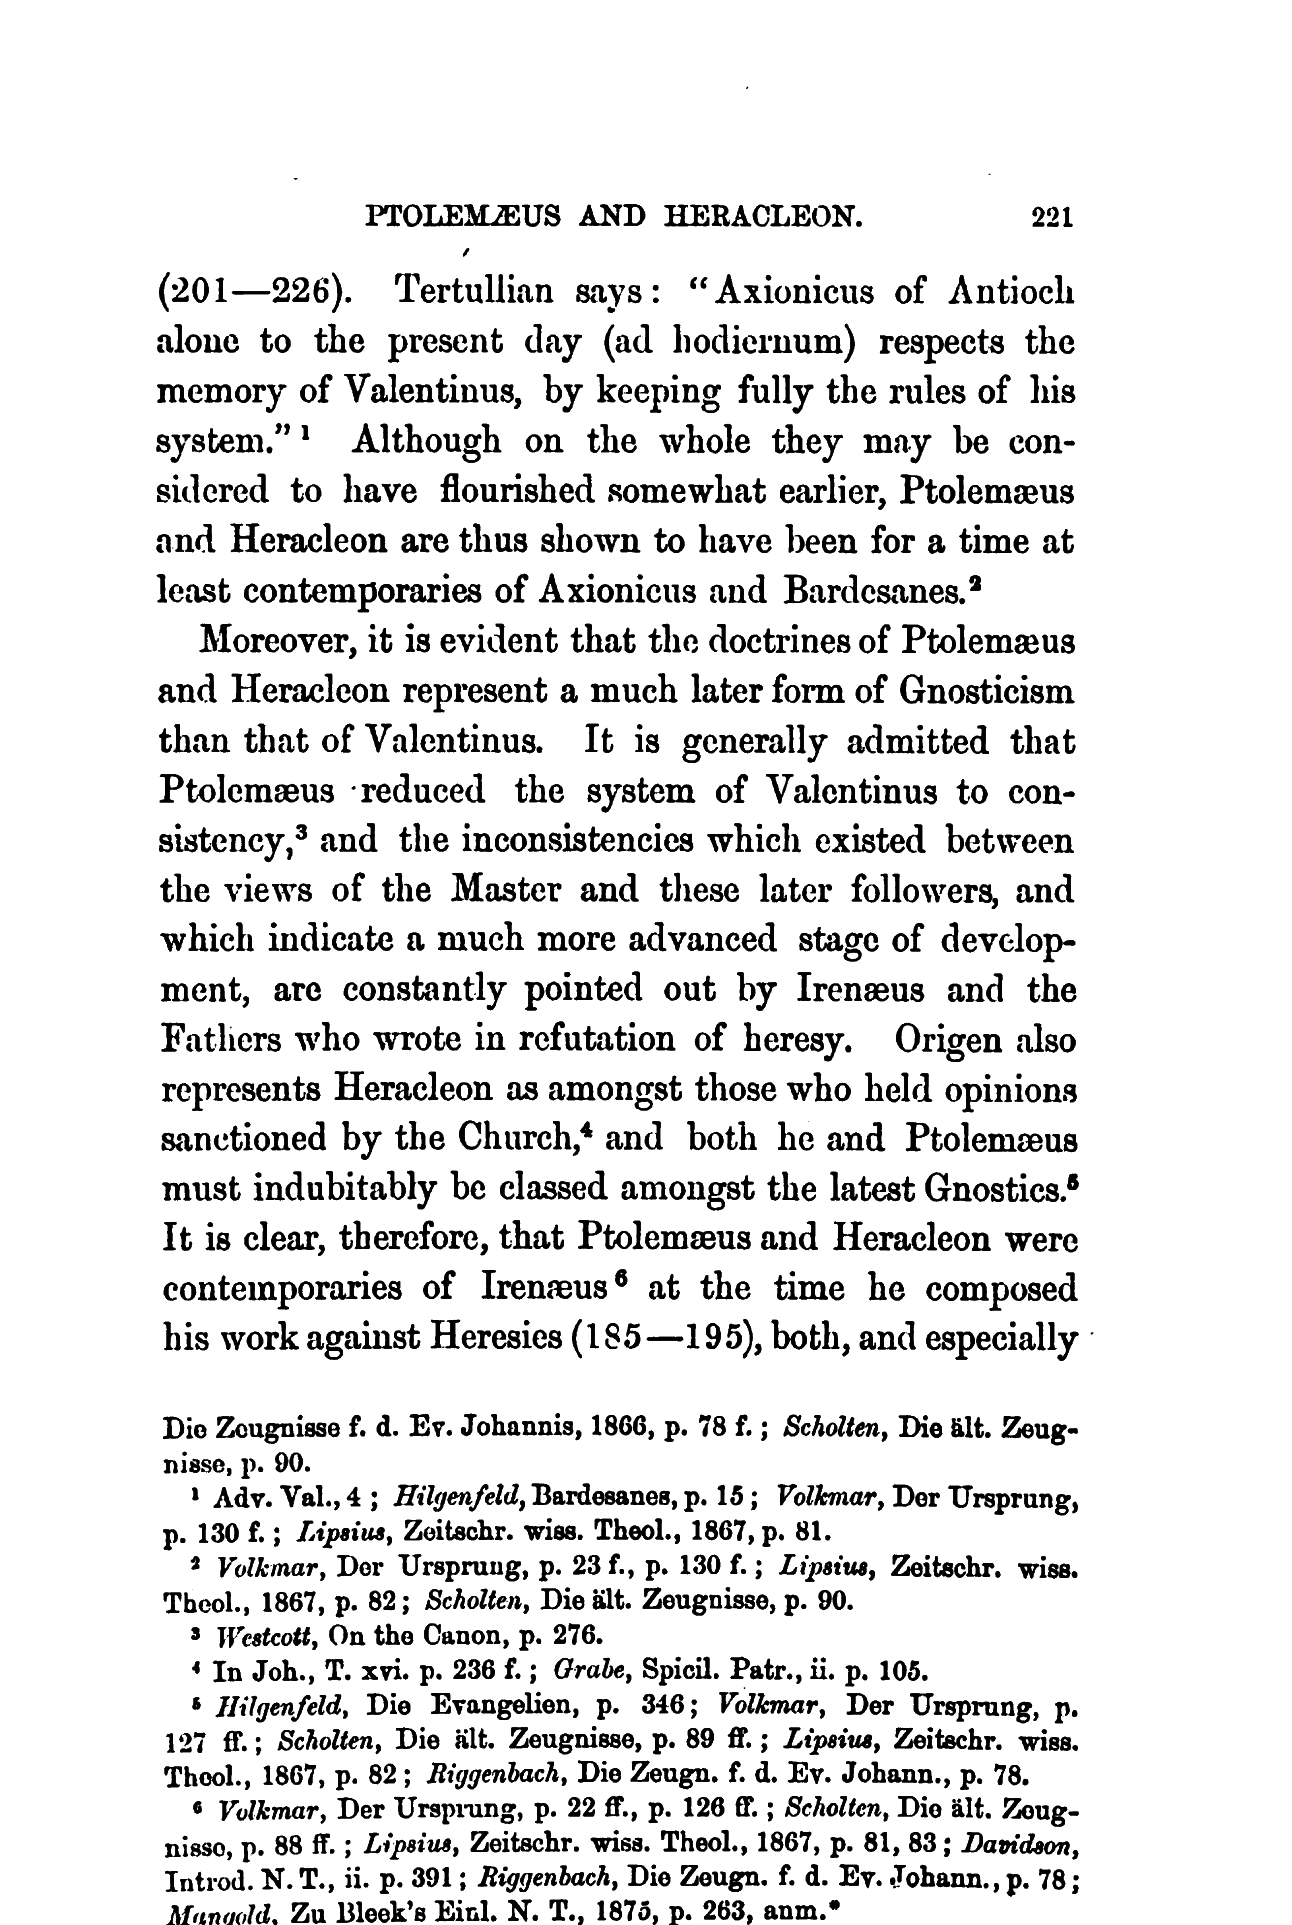 PTOLEMÆUS AND HERACLEON. 221
(201—226). Tertullian says: "Axionicus of Antioch
alone to the present day (ad hodiernum) respects the
memory of Valentinus, by keeping fully the rules of his
system." ¹ Although on the whole they may be con-
sidered to have flourished somewhat earlier, Ptolemæus
and Heracleon are thus shown to have been for a time at
least contemporaries of Axionicus and Bardesanes.²
Moreover, it is evident that the doctrines of Ptolemæus
and Heracleon represent a much later form of Gnosticism
than that of Valentinus. It is generally admitted that
Ptolemæus reduced the system of Valentinus to con-
sistency,³ and the inconsistencies which existed between
the views of the Master and these later followers, and
which indicate a much more advanced stage of develop-
ment, are constantly pointed out by Irenæus and the
Fathers who wrote in refutation of heresy. Origen also
represents Heracleon as amongst those who held opinions
sanctioned by the Church,⁴ and both he and Ptolemæus
must indubitably be classed amongst the latest Gnostics.⁵
It is clear, therefore, that Ptolemæus and Heracleon were
contemporaries of Irenæus ⁶ at the time he composed
his work against Heresies (185—195), both, and especially
Die Zeugnisse f. d. Ev. Johannis, 1866, p. 78 f.; Scholten, Die ält. Zeug-
nisse, p. 90.
¹ Adv. Val., 4; Hilgenfeld, Bardesanes, p. 15; Volkmar, Der Ursprung,
p. 130 f.; Lipsius, Zeitschr. wiss. Theol., 1867, p. 81.
² Volkmar, Der Ursprung, p. 23 f., p. 130 f.; Lipsius, Zeitschr. wiss.
Theol., 1867, p. 82; Scholten, Die ält. Zeugnisse, p. 90.
³ Westcott, On the Canon, p. 276.
⁴ In Joh., T. xvi. p. 236 f.; Grabe, Spicil. Patr., ii. p. 105.
⁵ Hilgenfeld, Die Evangelien, p. 346; Volkmar, Der Ursprung, p.
127 ff.; Scholten, Die ält. Zeugnisse, p. 89 ff.; Lipsius, Zeitschr. wiss.
Theol., 1867, p. 82; Riggenbach, Die Zeugn. f. d. Ev. Johann., p. 78.
⁶ Volkmar, Der Ursprung, p. 22 ff., p. 126 ff.; Scholten, Die ält. Zeug-
nisse, p. 88 ff.; Lipsius, Zeitschr. wiss. Theol., 1867, p. 81, 83; Davidson,
Introd. N. T., ii. p. 391; Riggenbach, Die Zeugn. f. d. Ev. Johann., p. 78;
Mangold, Zu Bleek's Einl. N. T., 1875, p. 263, anm.*